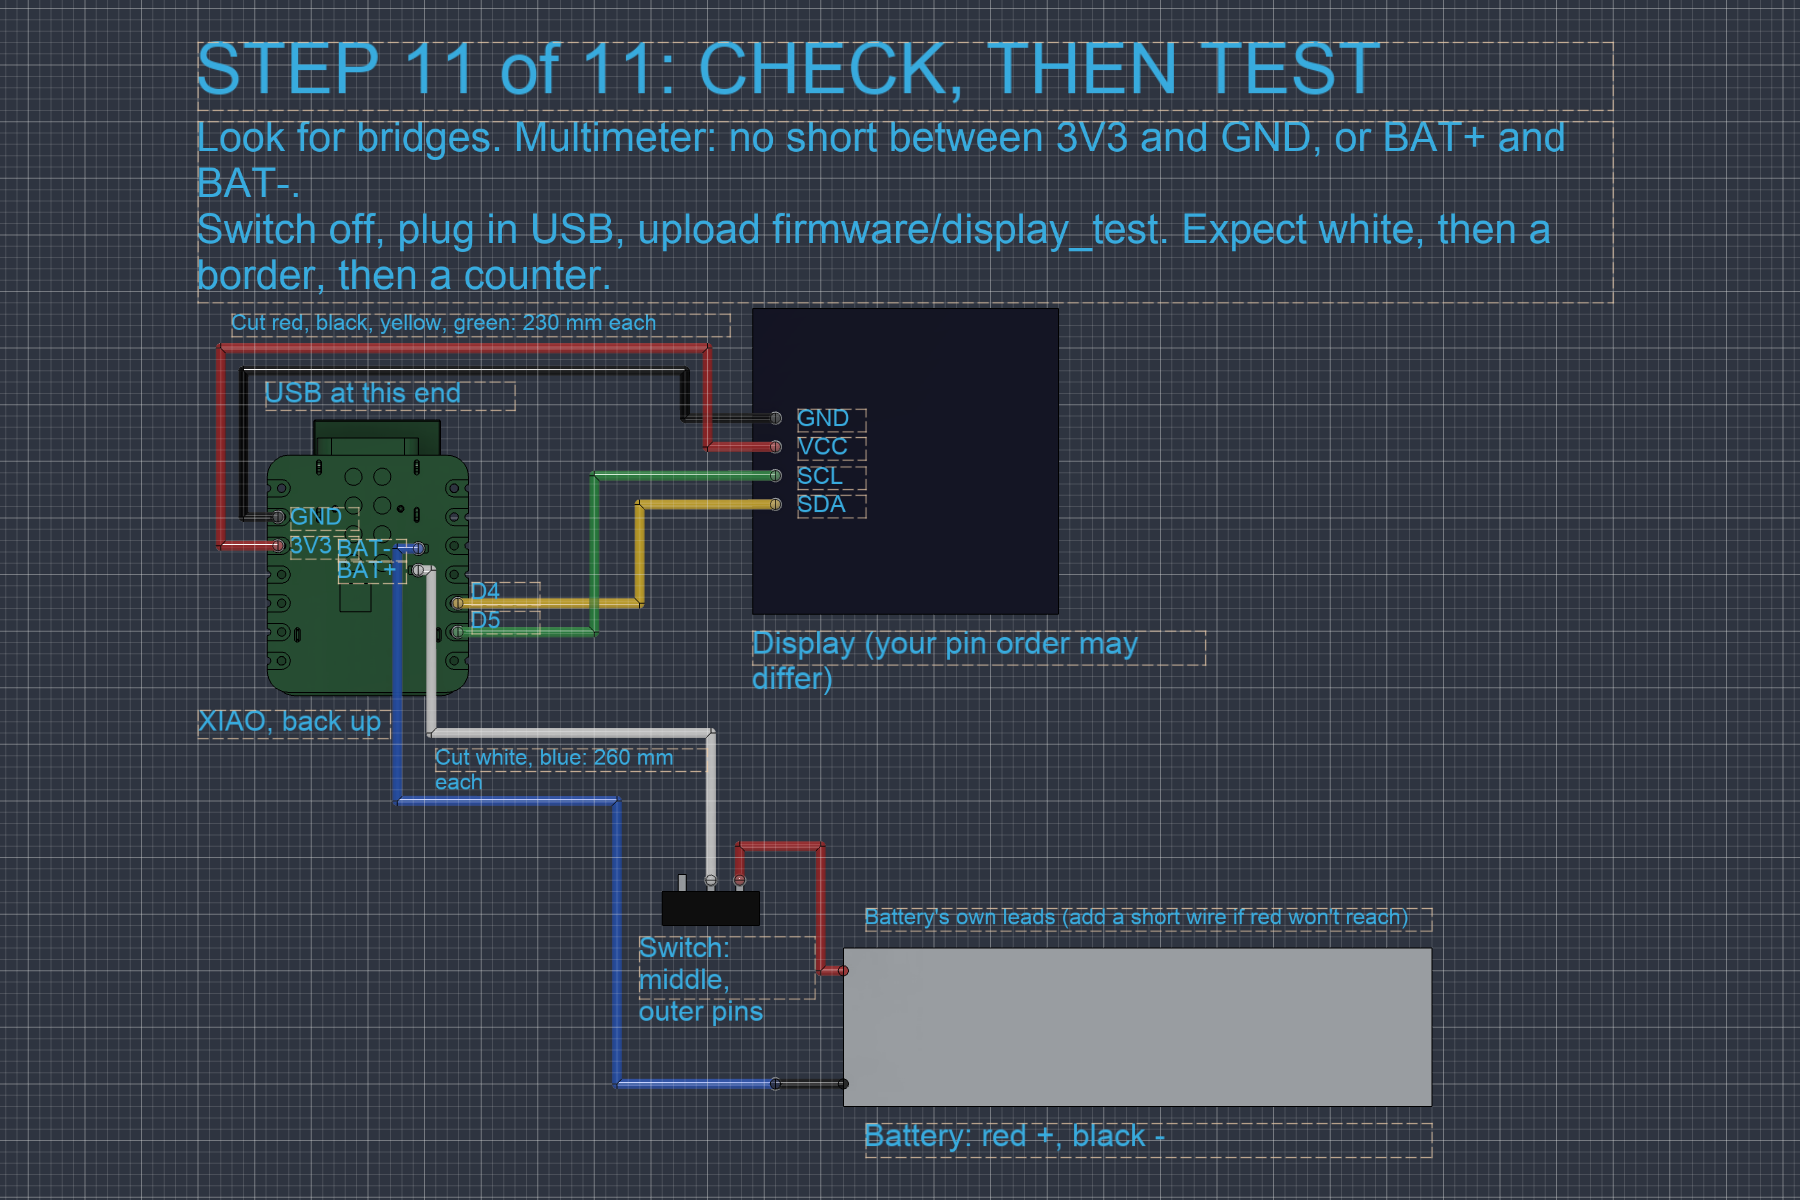 STEP 11 of 11: CHECK, THEN TEST
Look for bridges. Multimeter: no short between 3V3 and GND, or BAT+ and
BAT-.
Switch off, plug in USB, upload firmware/display_test. Expect white, then a
border, then a counter.
Cut red, black, yellow, green: 230 mm each
USB at this end
GND
VCC
SCL
SDA
GND
3V3
BAT-
BAT+
D4
D5
Display (your pin order may
differ)
XIAO, back up
Cut white, blue: 260 mm
each
Battery's own leads (add a short wire if red won't reach)
Switch:
middle,
outer pins
Battery: red +, black -